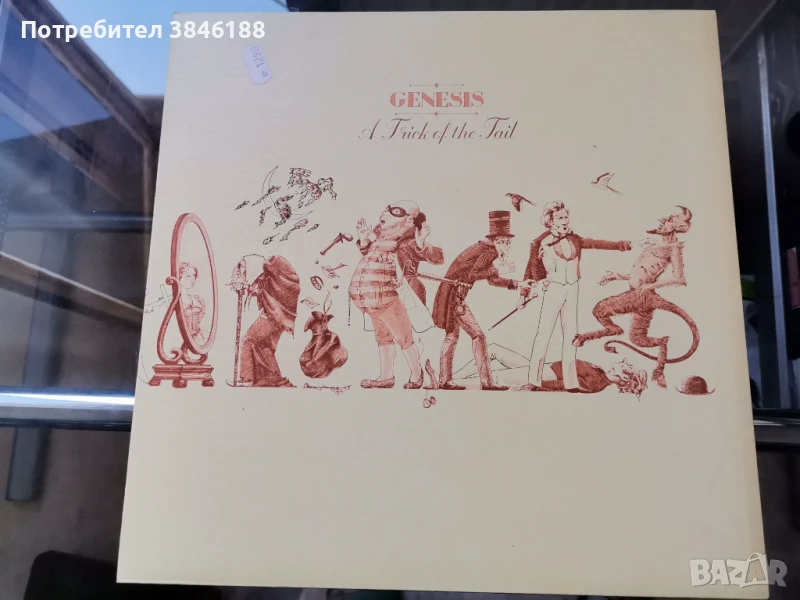 Потребител 3846188
GENESIS
A Trick of the Tail
BAZAR